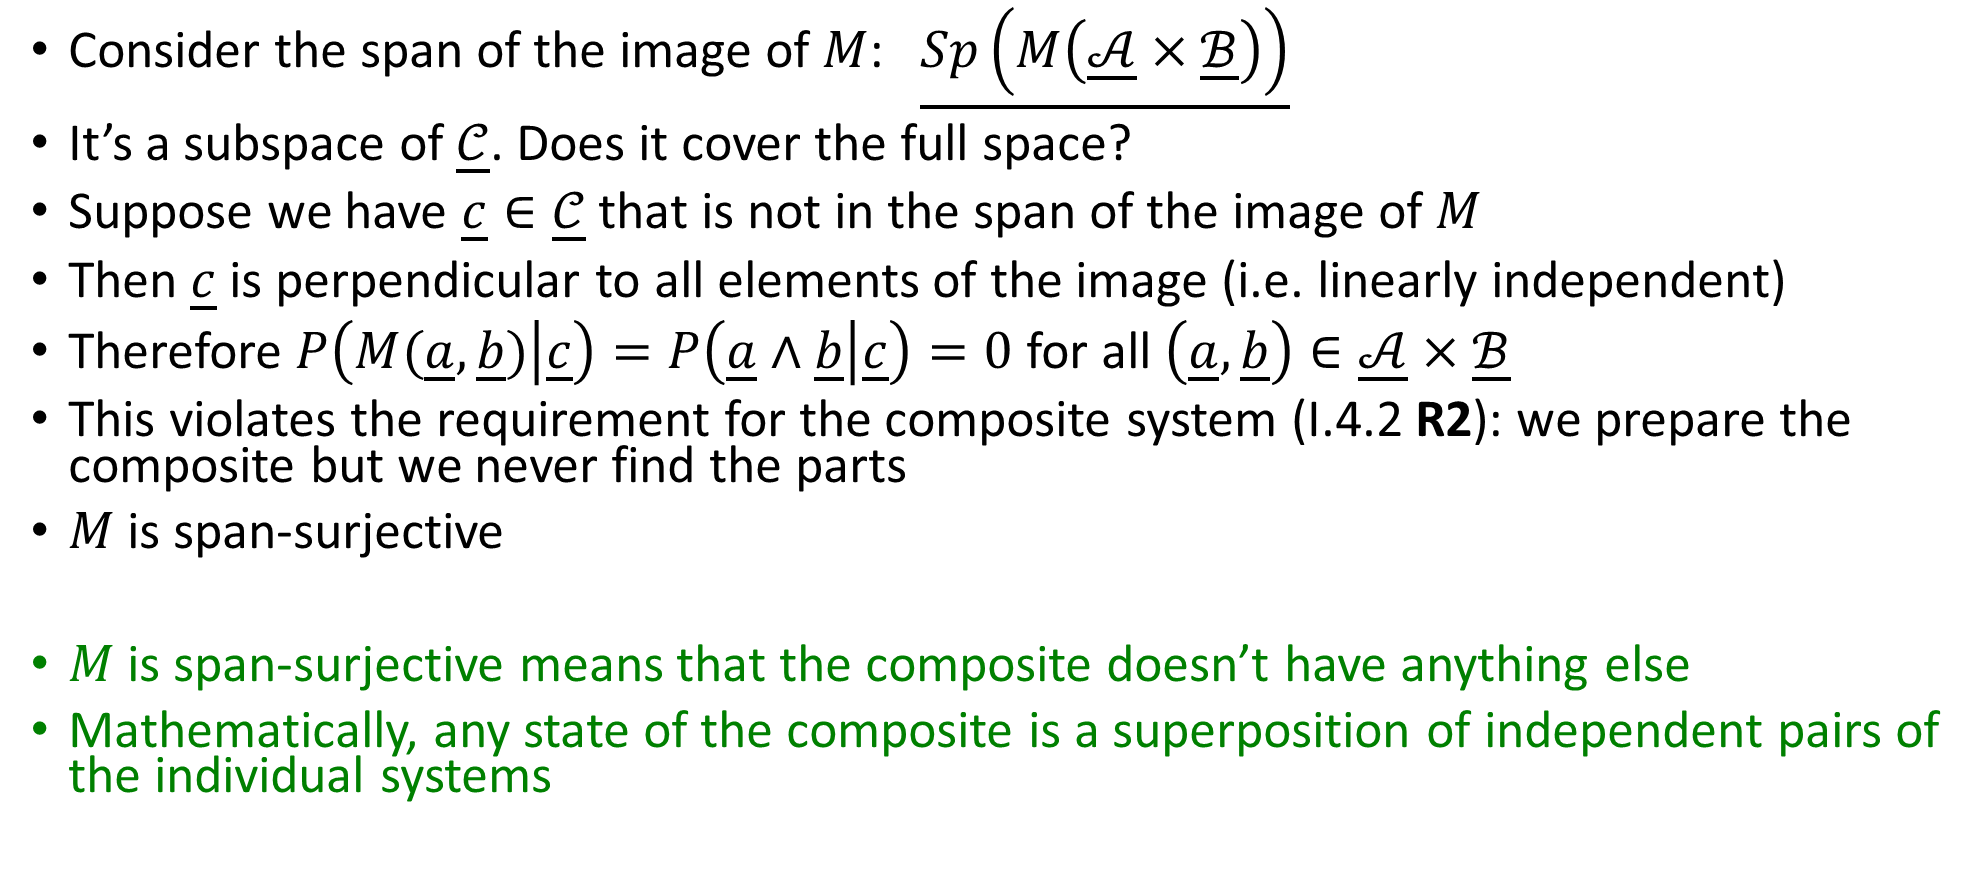 • Consider the span of the image of M: Sp(M(𝒜 × ℬ))
• It’s a subspace of 𝒞. Does it cover the full space?
• Suppose we have c ∈ 𝒞 that is not in the span of the image of M
• Then c is perpendicular to all elements of the image (i.e. linearly independent)
• Therefore P(M(a, b)|c) = P(a ∧ b|c) = 0 for all (a, b) ∈ 𝒜 × ℬ
• This violates the requirement for the composite system (I.4.2 R2): we prepare the
composite but we never find the parts
• M is span-surjective
• M is span-surjective means that the composite doesn’t have anything else
• Mathematically, any state of the composite is a superposition of independent pairs of
the individual systems